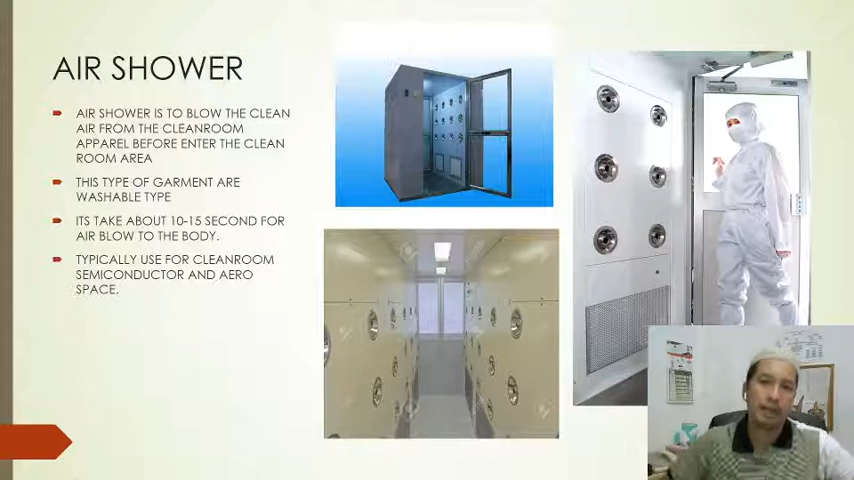 AIR SHOWER
AIR SHOWER IS TO BLOW THE CLEAN
AIR FROM THE CLEANROOM
APPAREL BEFORE ENTER THE CLEAN
ROOM AREA
THIS TYPE OF GARMENT ARE
WASHABLE TYPE
ITS TAKE ABOUT 10-15 SECOND FOR
AIR BLOW TO THE BODY.
TYPICALLY USE FOR CLEANROOM
SEMICONDUCTOR AND AERO
SPACE.